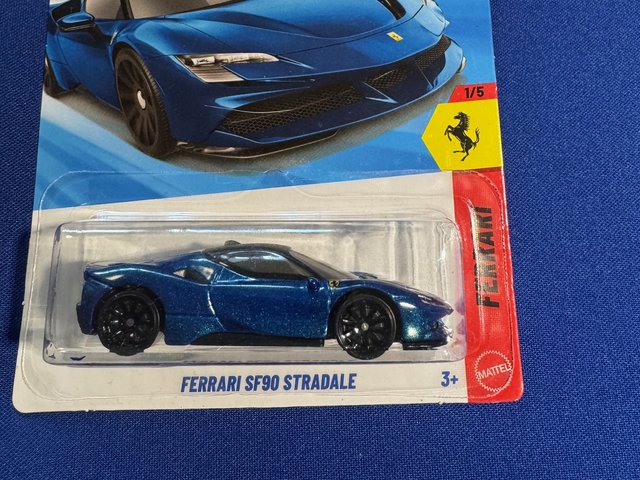 1/5
FERRARI
FERRARI SF90 STRADALE
3+
MATTEL